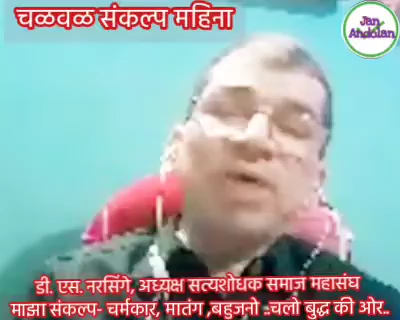 चळवळ संकल्प महिना
Jan
Andolan
डी. एस. नरसिंगे, अध्यक्ष सत्यशोधक समाज महासंघ
माझा संकल्प- चर्मकार, मातंग ,बहुजनो ..चलो बुद्ध की ओर..